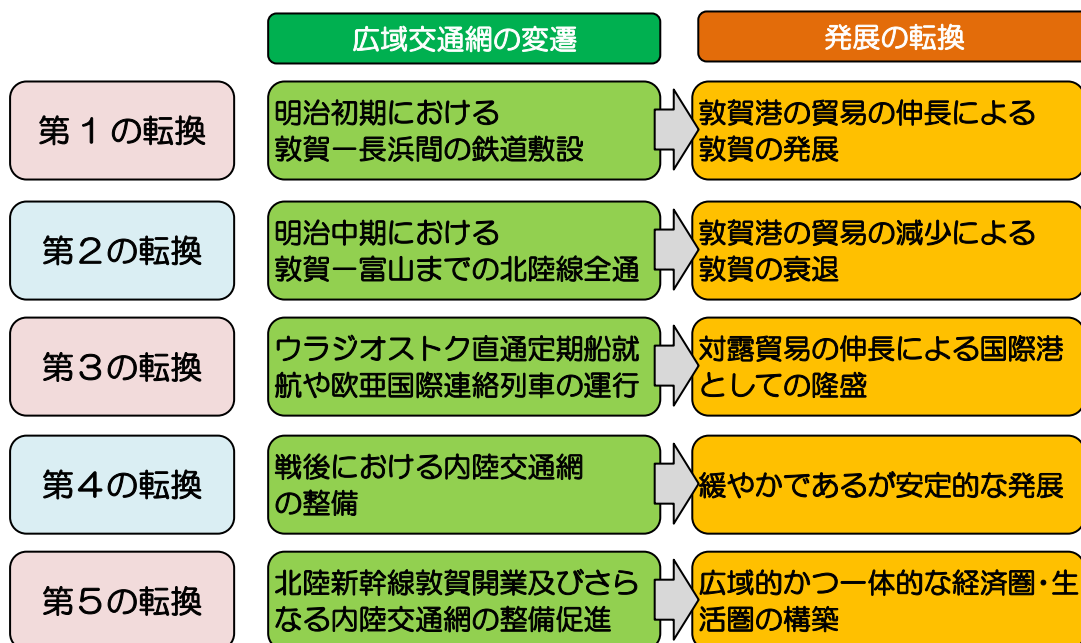 広域交通網の変遷
発展の転換
第１の転換
明治初期における
敦賀－長浜間の鉄道敷設
敦賀港の貿易の伸長による
敦賀の発展
第２の転換
明治中期における
敦賀－富山までの北陸線全通
敦賀港の貿易の減少による
敦賀の衰退
第３の転換
ウラジオストク直通定期船就
航や欧亜国際連絡列車の運行
対露貿易の伸長による国際港
としての隆盛
第４の転換
戦後における内陸交通網
の整備
緩やかであるが安定的な発展
第５の転換
北陸新幹線敦賀開業及びさら
なる内陸交通網の整備促進
広域的かつ一体的な経済圏・生
活圏の構築